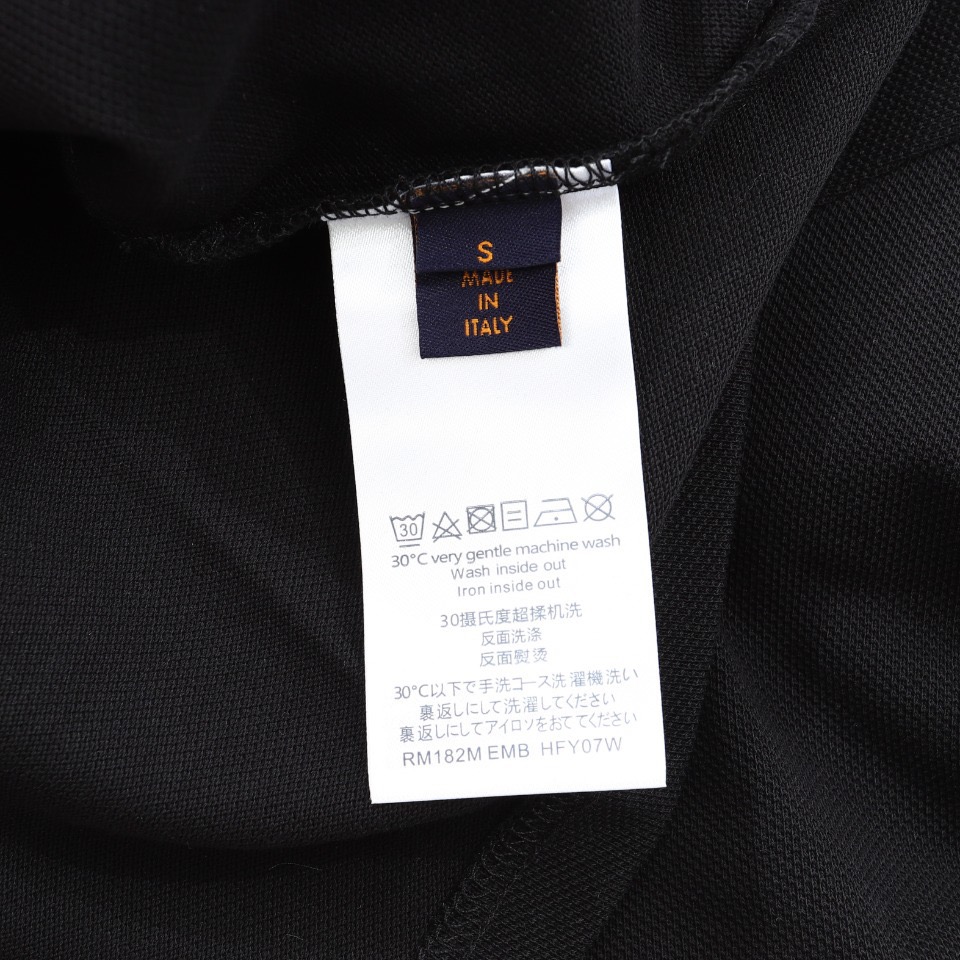 S
MADE
IN
ITALY
30
30°C very gentle machine wash
Wash inside out
Iron inside out
30摄氏度超揉机洗
反面洗涤
反面熨烫
30°C以下で手洗コース洗濯機洗い
裏返しにして洗濯してください
裏返しにしてアイロソをおててください
RM182M EMB HFY07W